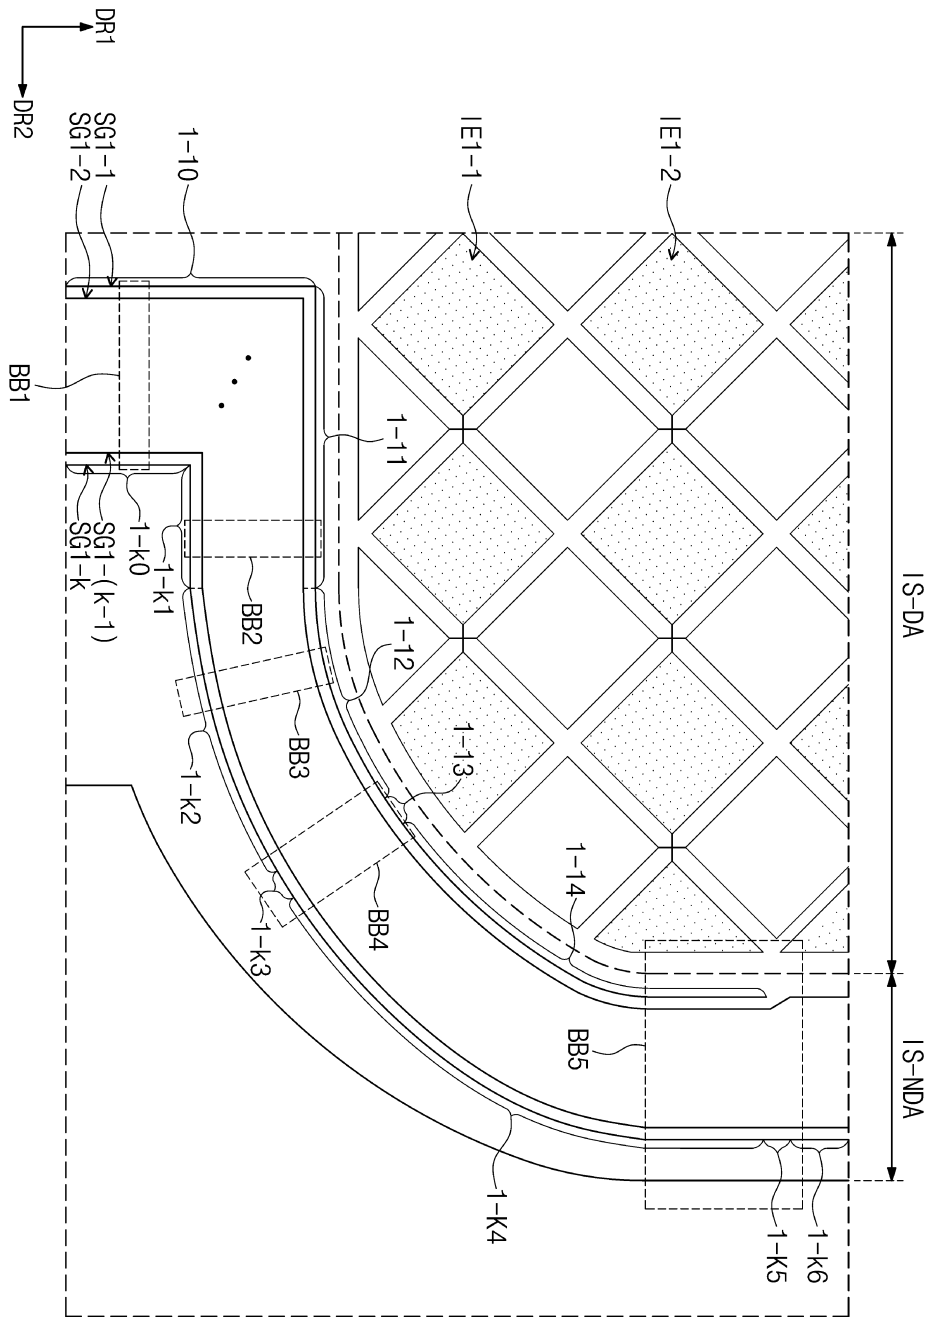 DR1
DR2
SG1-1
SG1-2
1-10
IE1-1
IE1-2
BB1
1-11
SG1-(k-1)
SG1-k
1-k0
1-k1
BB2
1-12
IS-DA
BB3
1-13
1-k2
1-14
BB4
1-k3
BB5
IS-NDA
1-K4
1-K5
1-k6